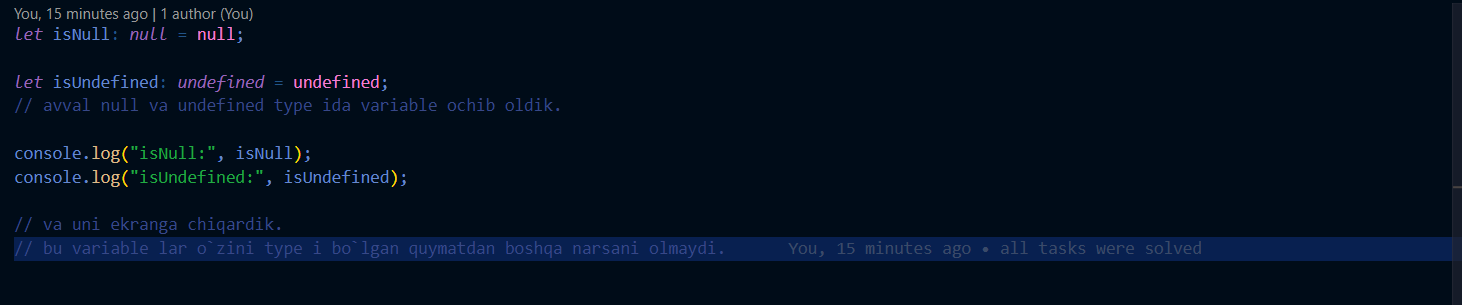 You, 15 minutes ago | 1 author (You)
let isNull: null = null;
let isUndefined: undefined = undefined;
// avval null va undefined type ida variable ochib oldik.
console.log("isNull:", isNull);
console.log("isUndefined:", isUndefined);
// va uni ekranga chiqardik.
// bu variable lar o`zini type i bo`lgan quymatdan boshqa narsani olmaydi. You, 15 minutes ago • all tasks were solved